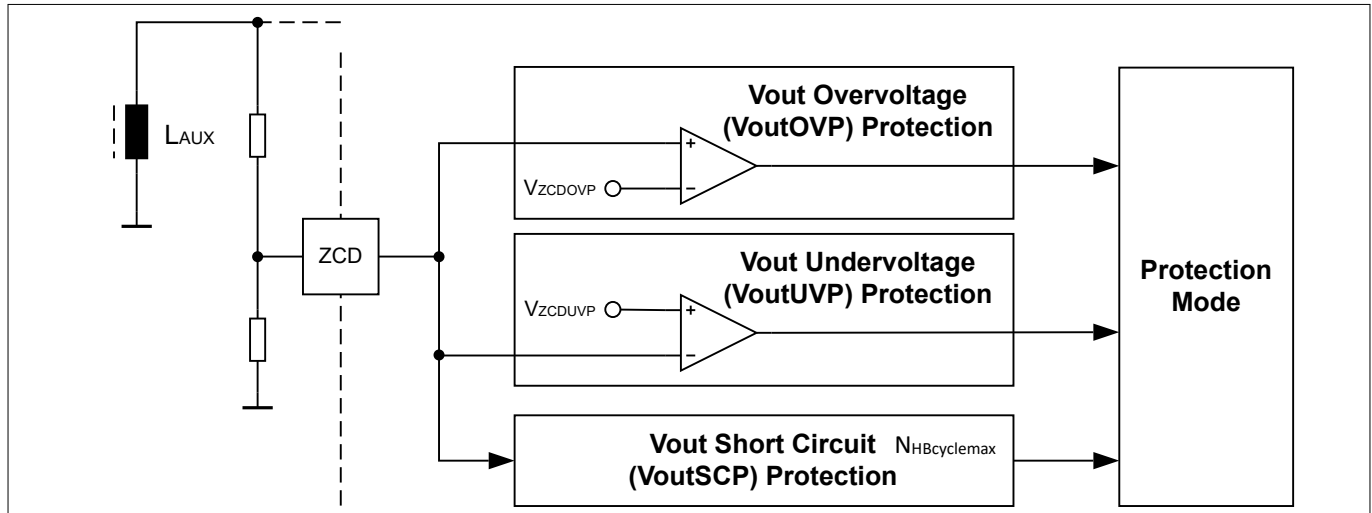 LAUX
ZCD
Vout Overvoltage
(VoutOVP) Protection
+
VZCDOVP
−
Vout Undervoltage
(VoutUVP) Protection
VZCDUVP
+
−
Vout Short Circuit NHBcyclemax
(VoutSCP) Protection
Protection
Mode